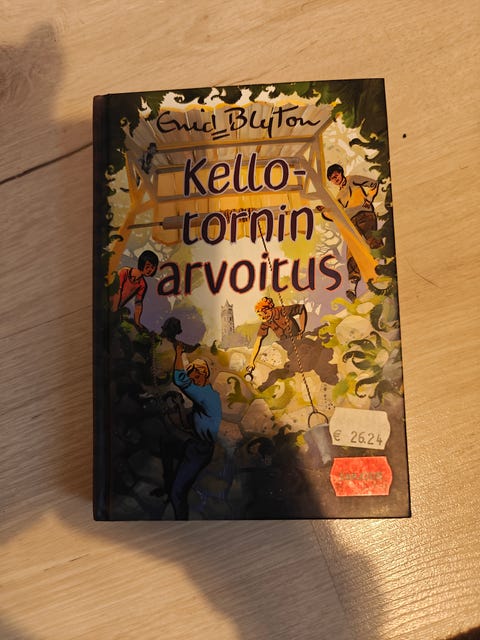 Enid Blyton
Kello-
tornin
arvoitus
€ 26.24